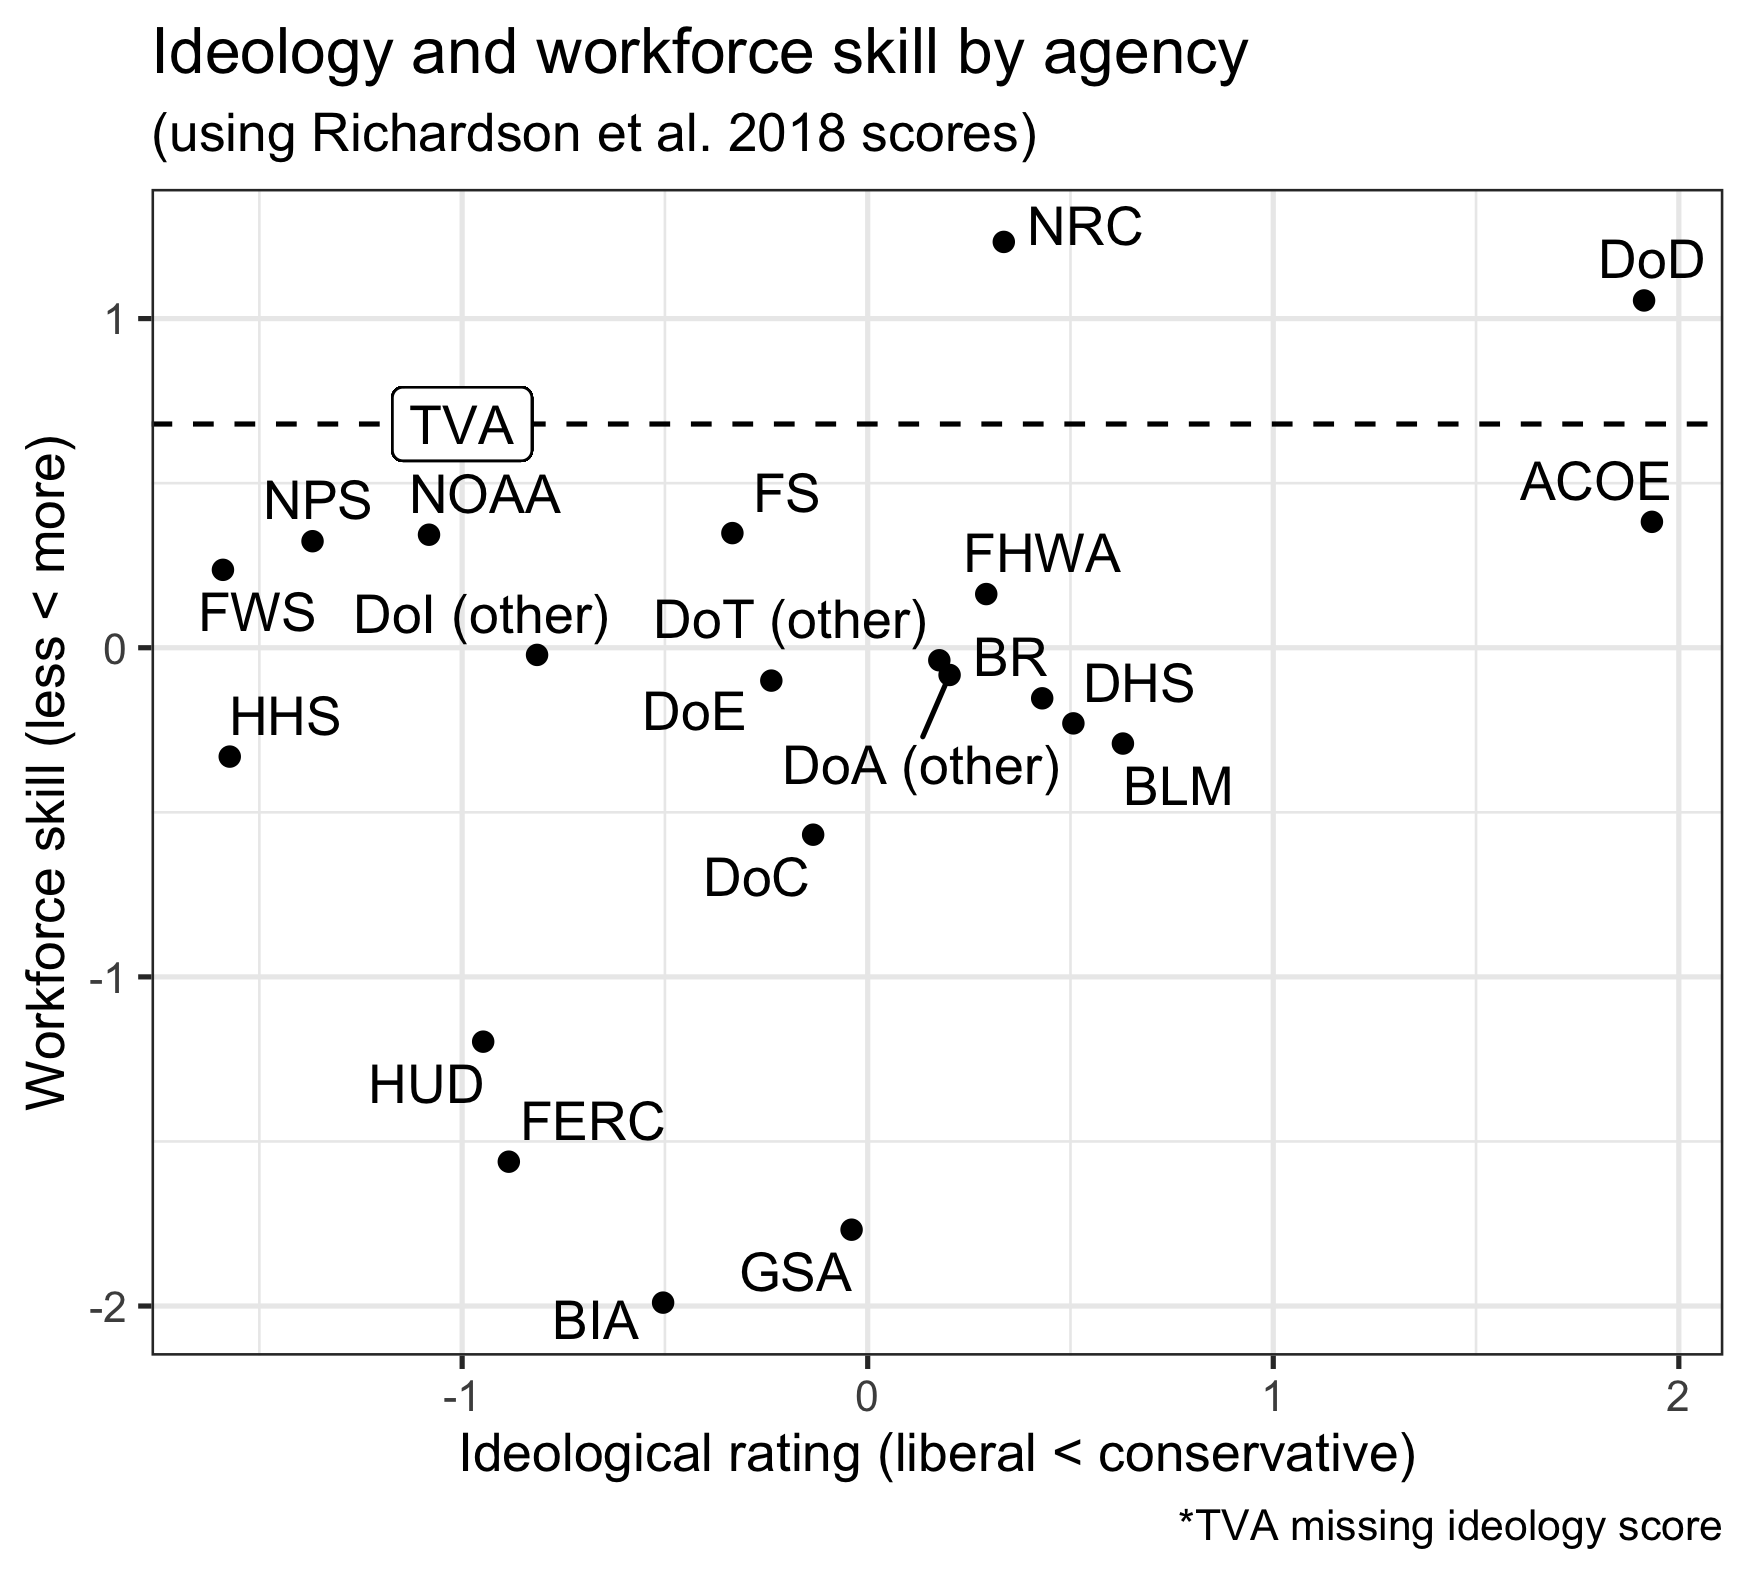 Ideology and workforce skill by agency
(using Richardson et al. 2018 scores)
NRC
DoD
1
TVA
ACOE
NPS
NOAA
FS
FHWA
FWS
DoI (other)
DoT (other)
0
BR
DHS
HHS
DoE
DoA (other)
BLM
DoC
-1
HUD
FERC
GSA
BIA
-2
Workforce skill (less < more)
-1
0
1
2
Ideological rating (liberal < conservative)
*TVA missing ideology score